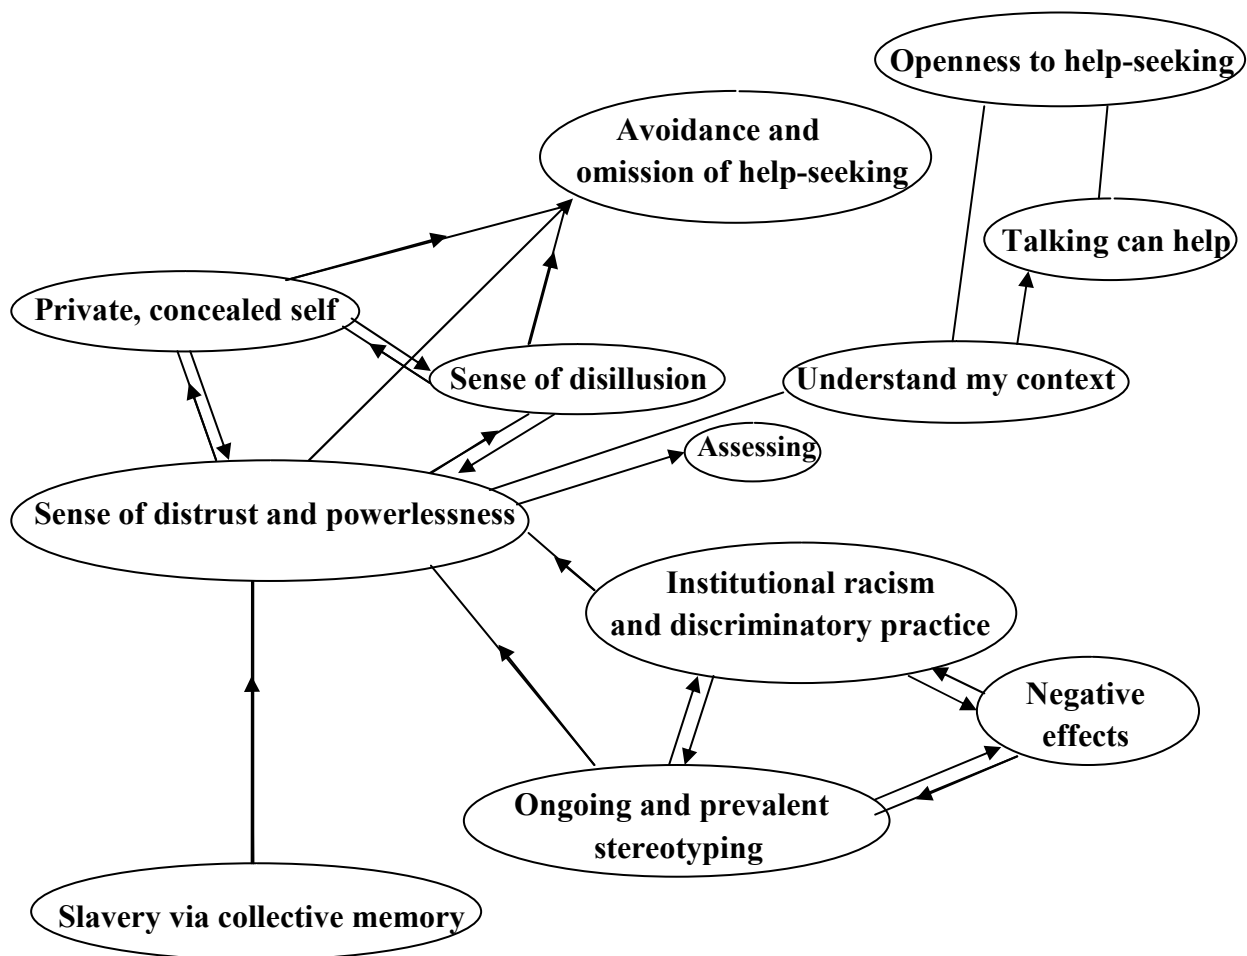 Openness to help-seeking
Avoidance and
omission of help-seeking
Talking can help
Private, concealed self
Sense of disillusion
Understand my context
Assessing
Sense of distrust and powerlessness
Institutional racism
and discriminatory practice
Negative
effects
Ongoing and prevalent
stereotyping
Slavery via collective memory